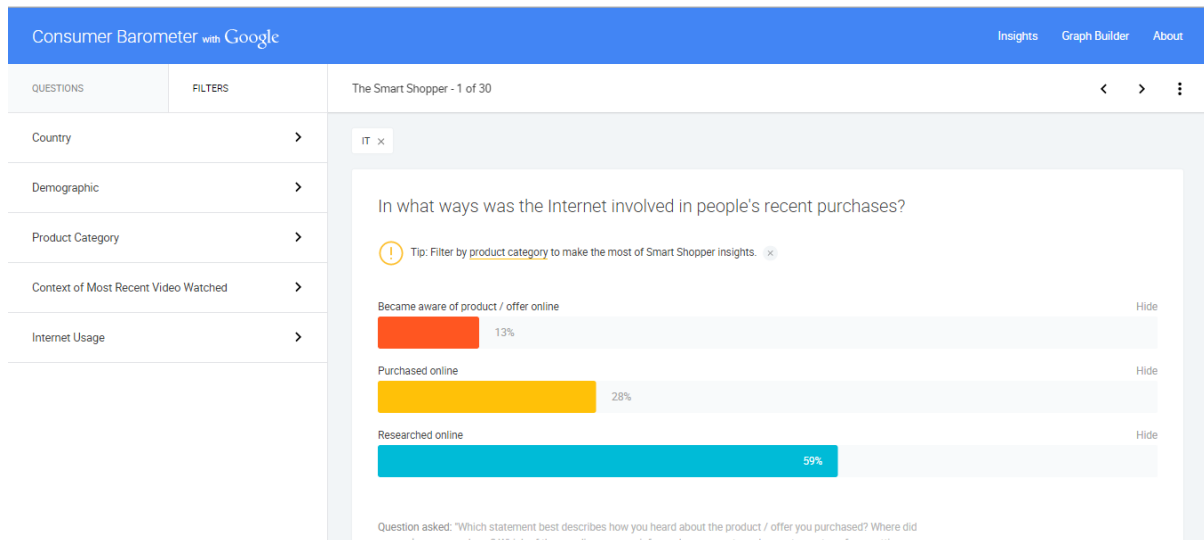 Consumer Barometer with Google
Insights Graph Builder About
QUESTIONS FILTERS
The Smart Shopper - 1 of 30
Country
Demographic
Product Category
Context of Most Recent Video Watched
Internet Usage
IT ×
In what ways was the Internet involved in people's recent purchases?
! Tip: Filter by product category to make the most of Smart Shopper insights. ×
Became aware of product / offer online Hide
13%
Purchased online Hide
28%
Researched online Hide
59%
Question asked: "Which statement best describes how you heard about the product / offer you purchased? Where did